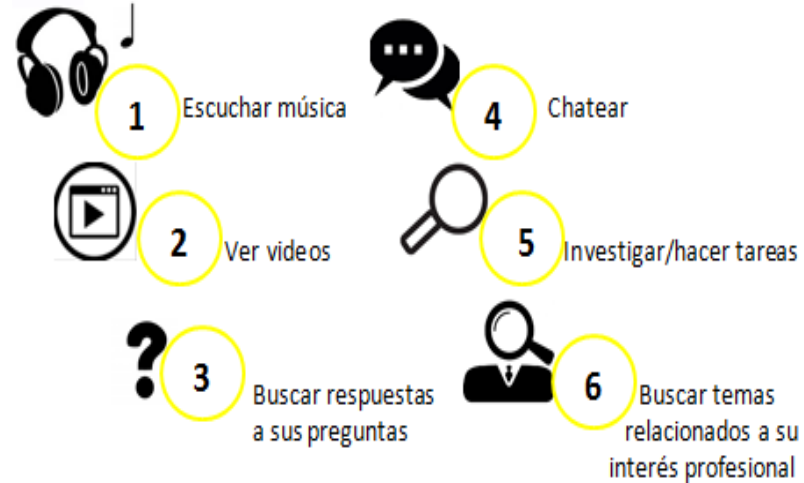 1
Escuchar música
2
Ver videos
3
Buscar respuestas
a sus preguntas
4
Chatear
5
Investigar/hacer tareas
6
Buscar temas
relacionados a su
interés profesional